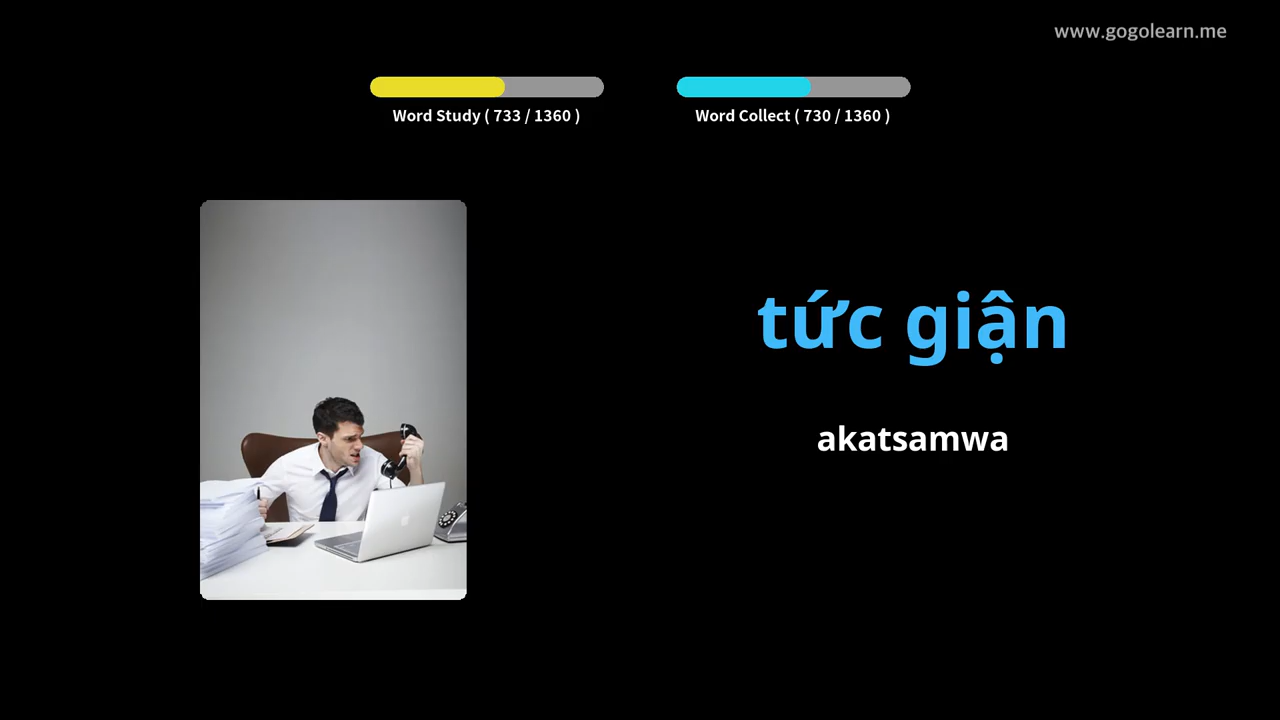 www.gogolearn.me
Word Study ( 733 / 1360 )
Word Collect ( 730 / 1360 )
tức giận
akatsamwa